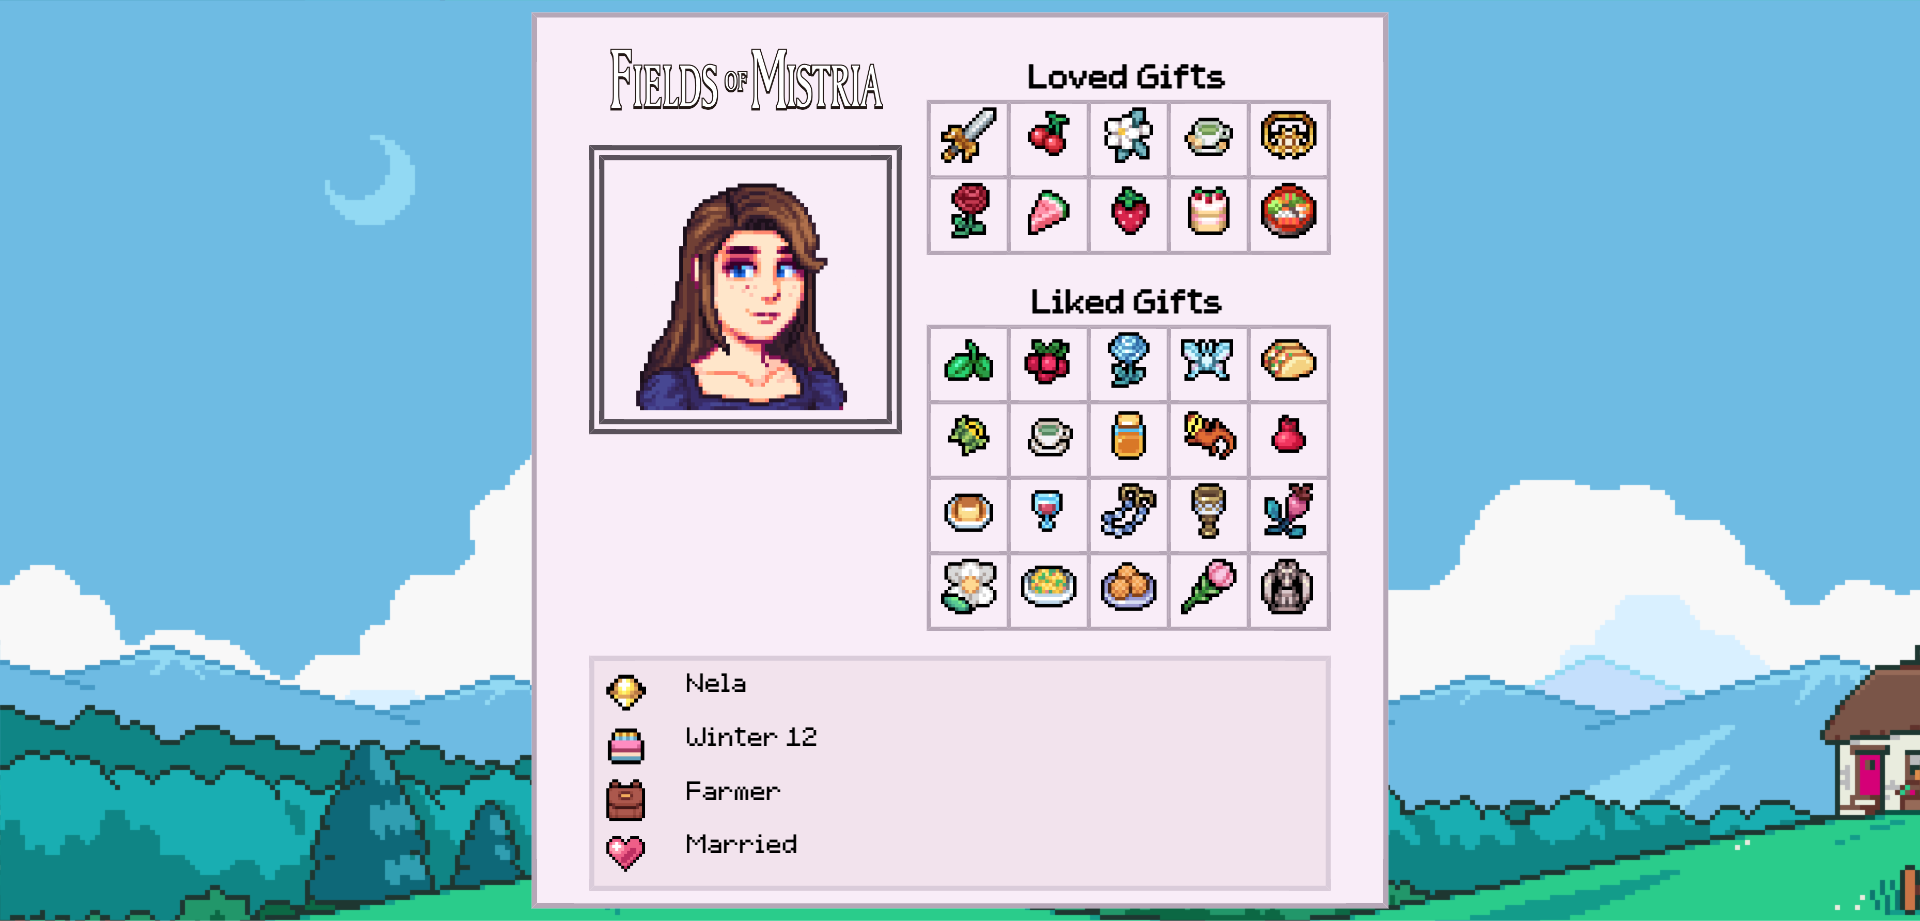 FIELDS OF MISTRIA
Loved Gifts
Liked Gifts
Nela
Winter 12
Farmer
Married